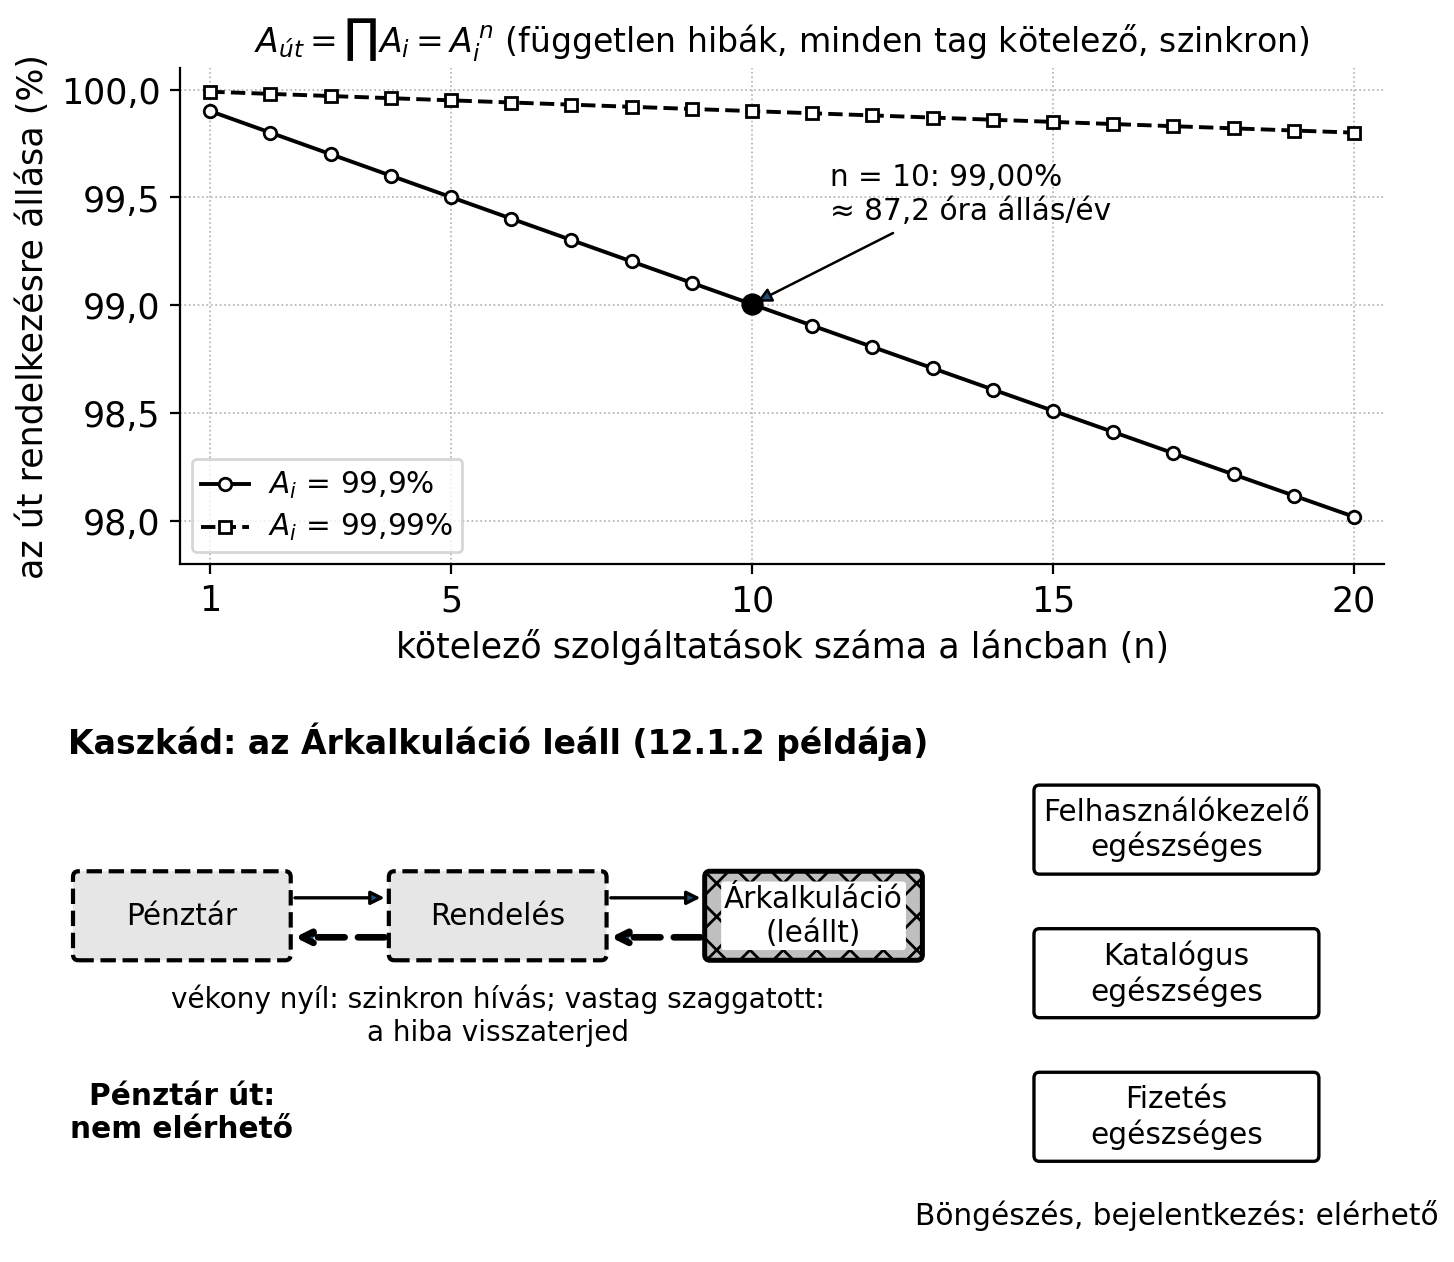 A_út = ∏ A_i = A_i^n (független hibák, minden tag kötelező, szinkron)
az út rendelkezésre állása (%)
100,0
99,5
99,0
98,5
98,0
n = 10: 99,00%
≈ 87,2 óra állás/év
A_i = 99,9%
A_i = 99,99%
1 5 10 15 20
kötelező szolgáltatások száma a láncban (n)
Kaszkád: az Árkalkuláció leáll (12.1.2 példája)
Pénztár
Rendelés
Árkalkuláció
(leállt)
vékony nyíl: szinkron hívás; vastag szaggatott:
a hiba visszaterjed
Pénztár út:
nem elérhető
Felhasználókezelő
egészséges
Katalógus
egészséges
Fizetés
egészséges
Böngészés, bejelentkezés: elérhető